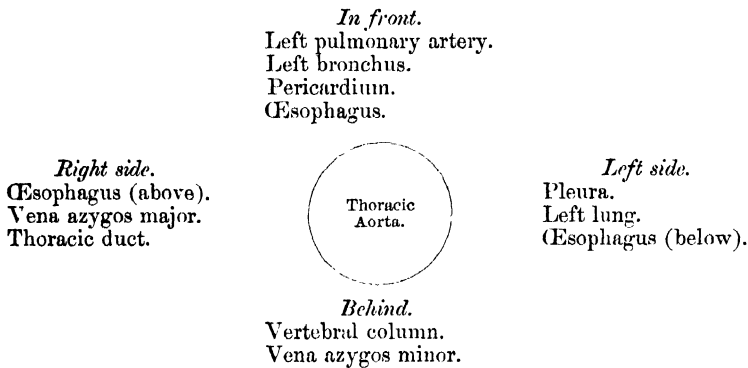 In front.
Left pulmonary artery.
Left bronchus.
Pericardium.
Œsophagus.
Right side.
Œsophagus (above).
Vena azygos major.
Thoracic duct.
Thoracic
Aorta.
Left side.
Pleura.
Left lung.
Œsophagus (below).
Behind.
Vertebral column.
Vena azygos minor.